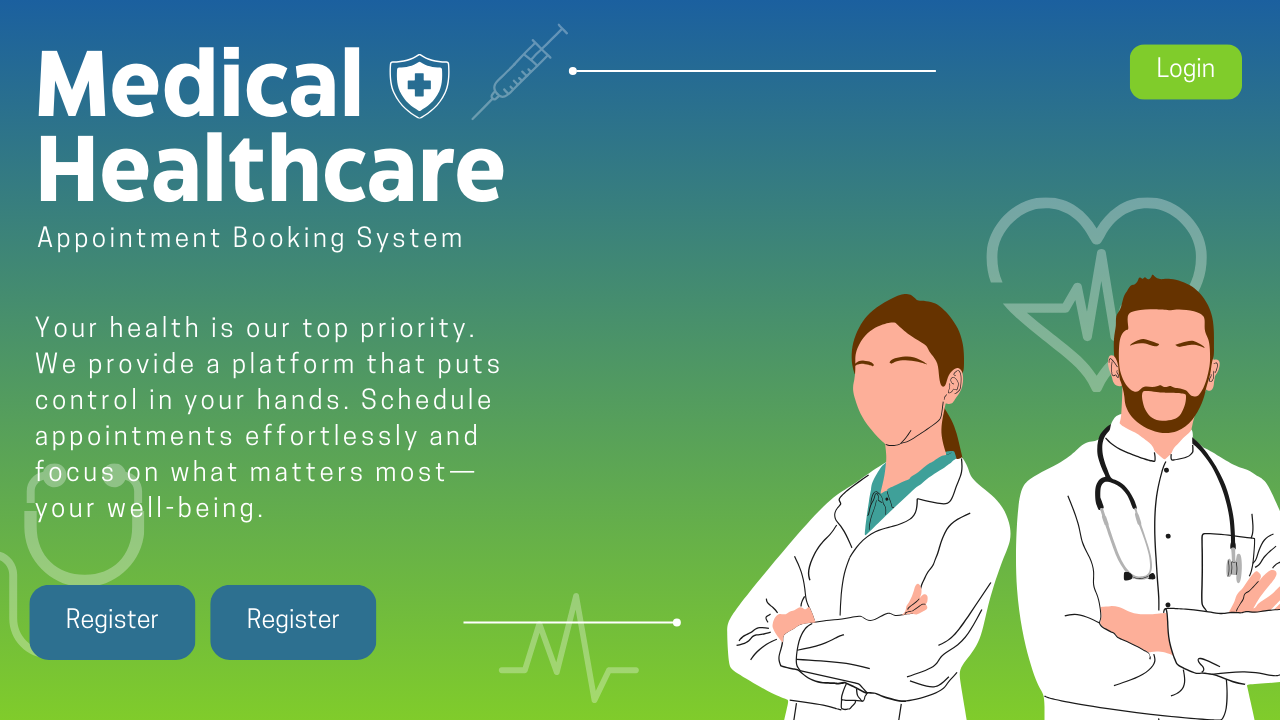 Medical
Healthcare
Appointment Booking System
Login
Your health is our top priority.
We provide a platform that puts
control in your hands. Schedule
appointments effortlessly and
focus on what matters most—
your well-being.
Register
Register